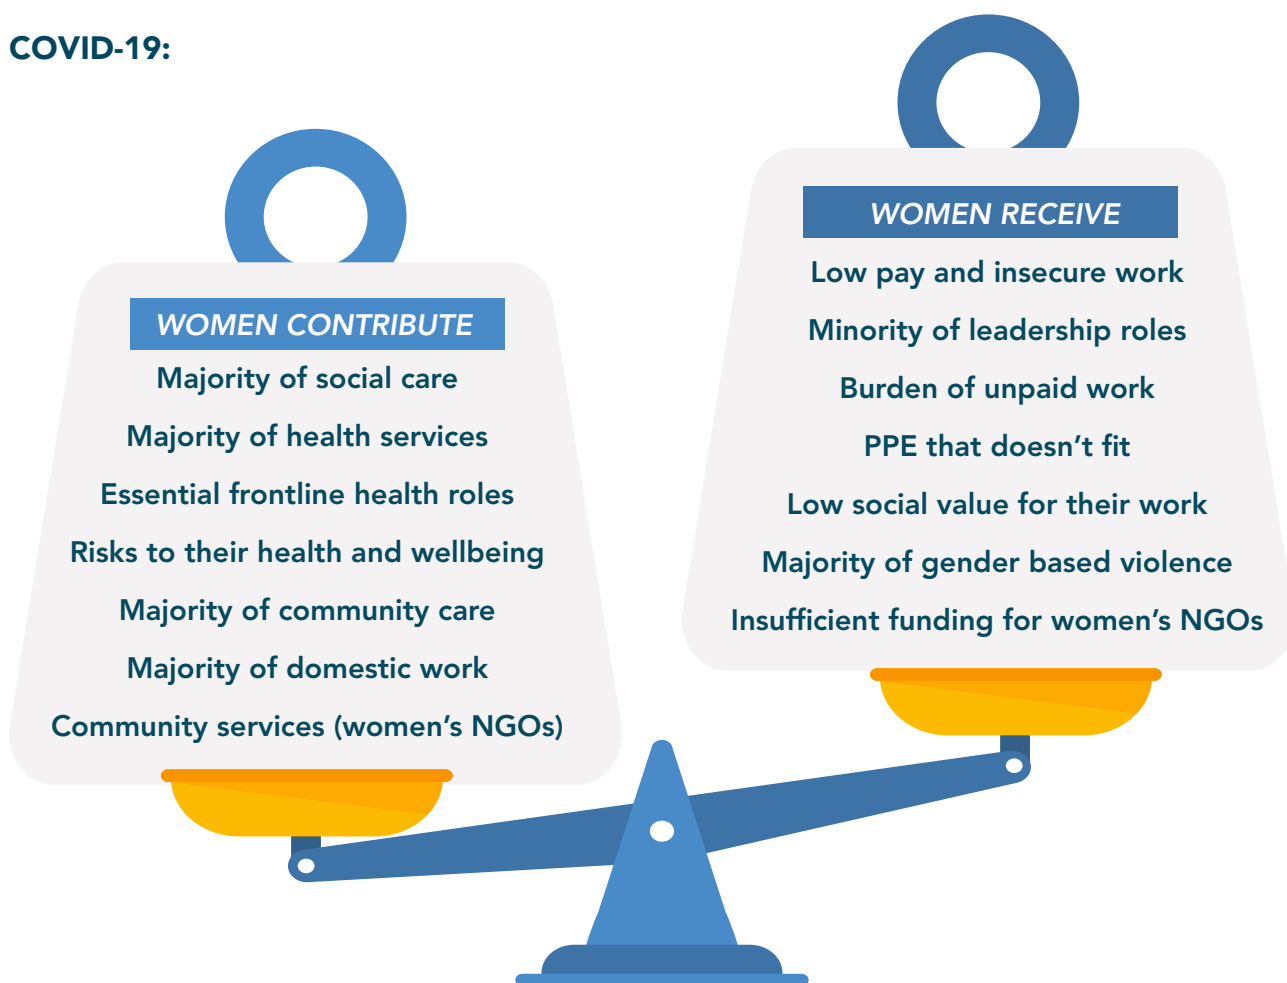 COVID-19:
WOMEN CONTRIBUTE
Majority of social care
Majority of health services
Essential frontline health roles
Risks to their health and wellbeing
Majority of community care
Majority of domestic work
Community services (women’s NGOs)
WOMEN RECEIVE
Low pay and insecure work
Minority of leadership roles
Burden of unpaid work
PPE that doesn’t fit
Low social value for their work
Majority of gender based violence
Insufficient funding for women’s NGOs